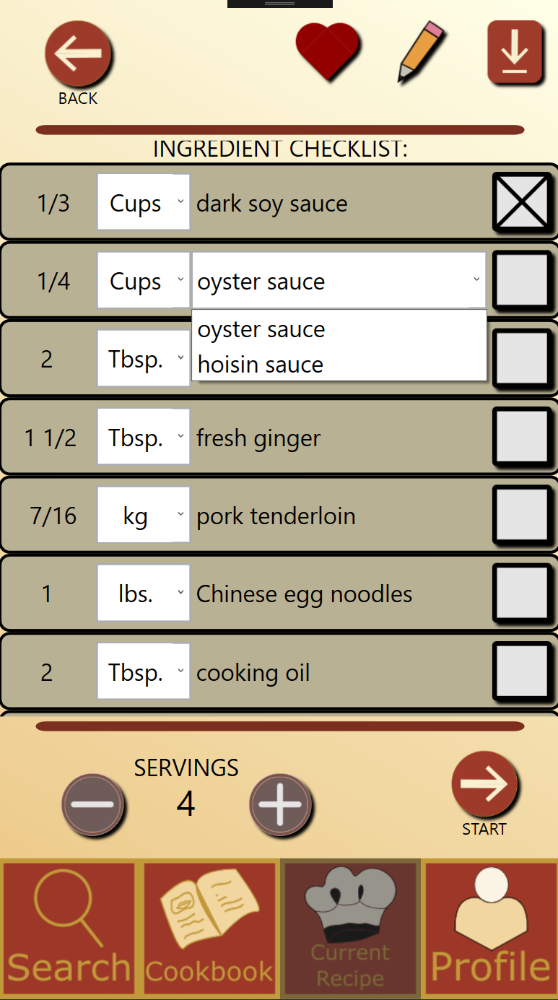 BACK
INGREDIENT CHECKLIST:
1/3 Cups dark soy sauce
1/4 Cups oyster sauce
oyster sauce
2 Tbsp.
hoisin sauce
1 1/2 Tbsp. fresh ginger
7/16 kg pork tenderloin
1 lbs. Chinese egg noodles
2 Tbsp. cooking oil
SERVINGS
4
START
Search
Cookbook
Current
Recipe
Profile